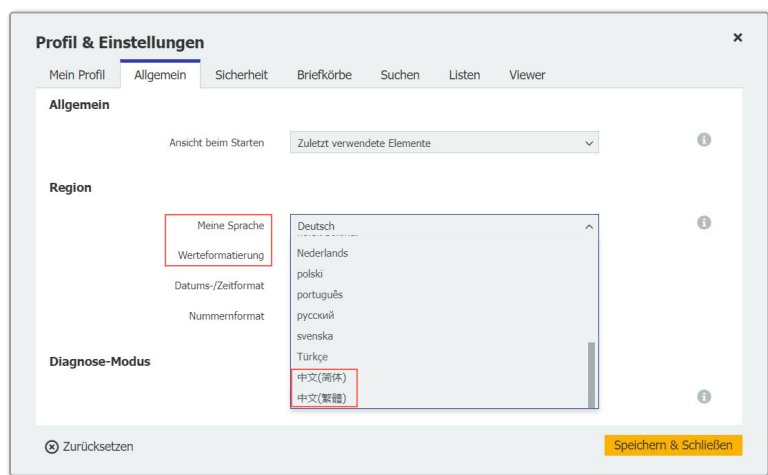 Profil & Einstellungen
Mein Profil Allgemein Sicherheit Briefkörbe Suchen Listen Viewer
Allgemein
Ansicht beim Starten Zuletzt verwendete Elemente
Region
Meine Sprache Deutsch
Werteformatierung Nederlands
polski
Datums-/Zeitformat
português
Nummernformat русский
svenska
Türkçe
Diagnose-Modus
中文(简体)
中文(繁體)
Zurücksetzen Speichern & Schließen